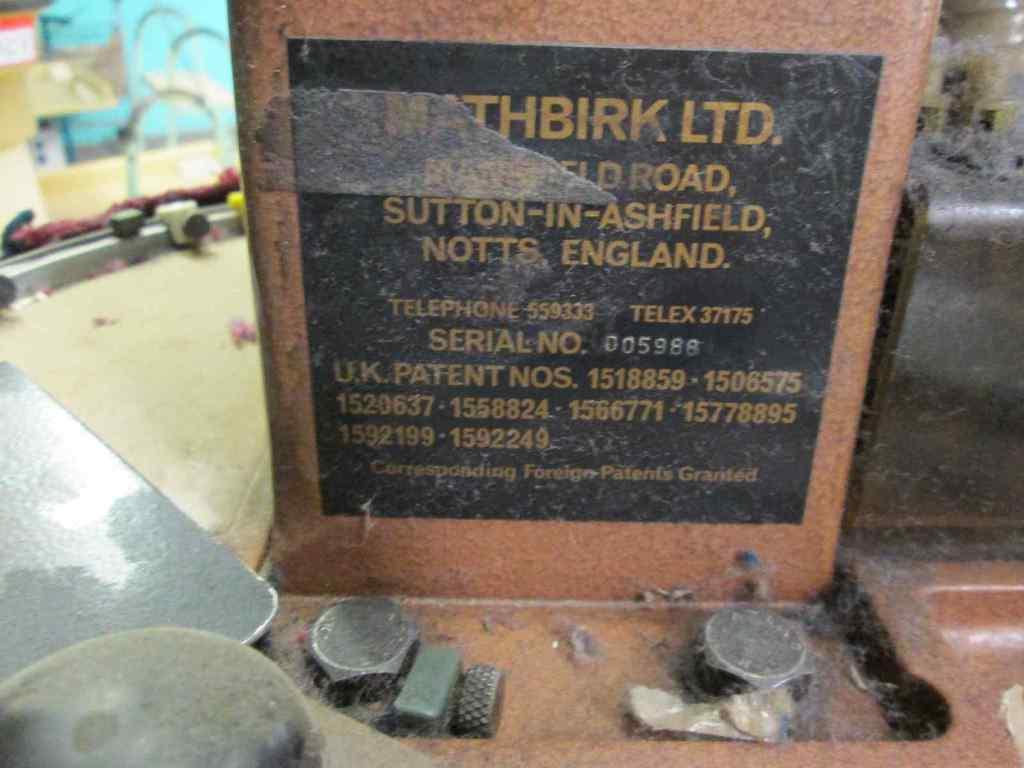 MATHBIRK LTD.
ROAD,
SUTTON-IN-ASHFIELD,
NOTTS. ENGLAND.
TELEPHONE 559333 TELEX 37175
SERIAL NO. 005988
U.K. PATENT NOS. 1518859 · 1506575
1520637 · 1558824 · 1566771 · 15778895
1592199 · 1592249
Corresponding Foreign Patents Granted